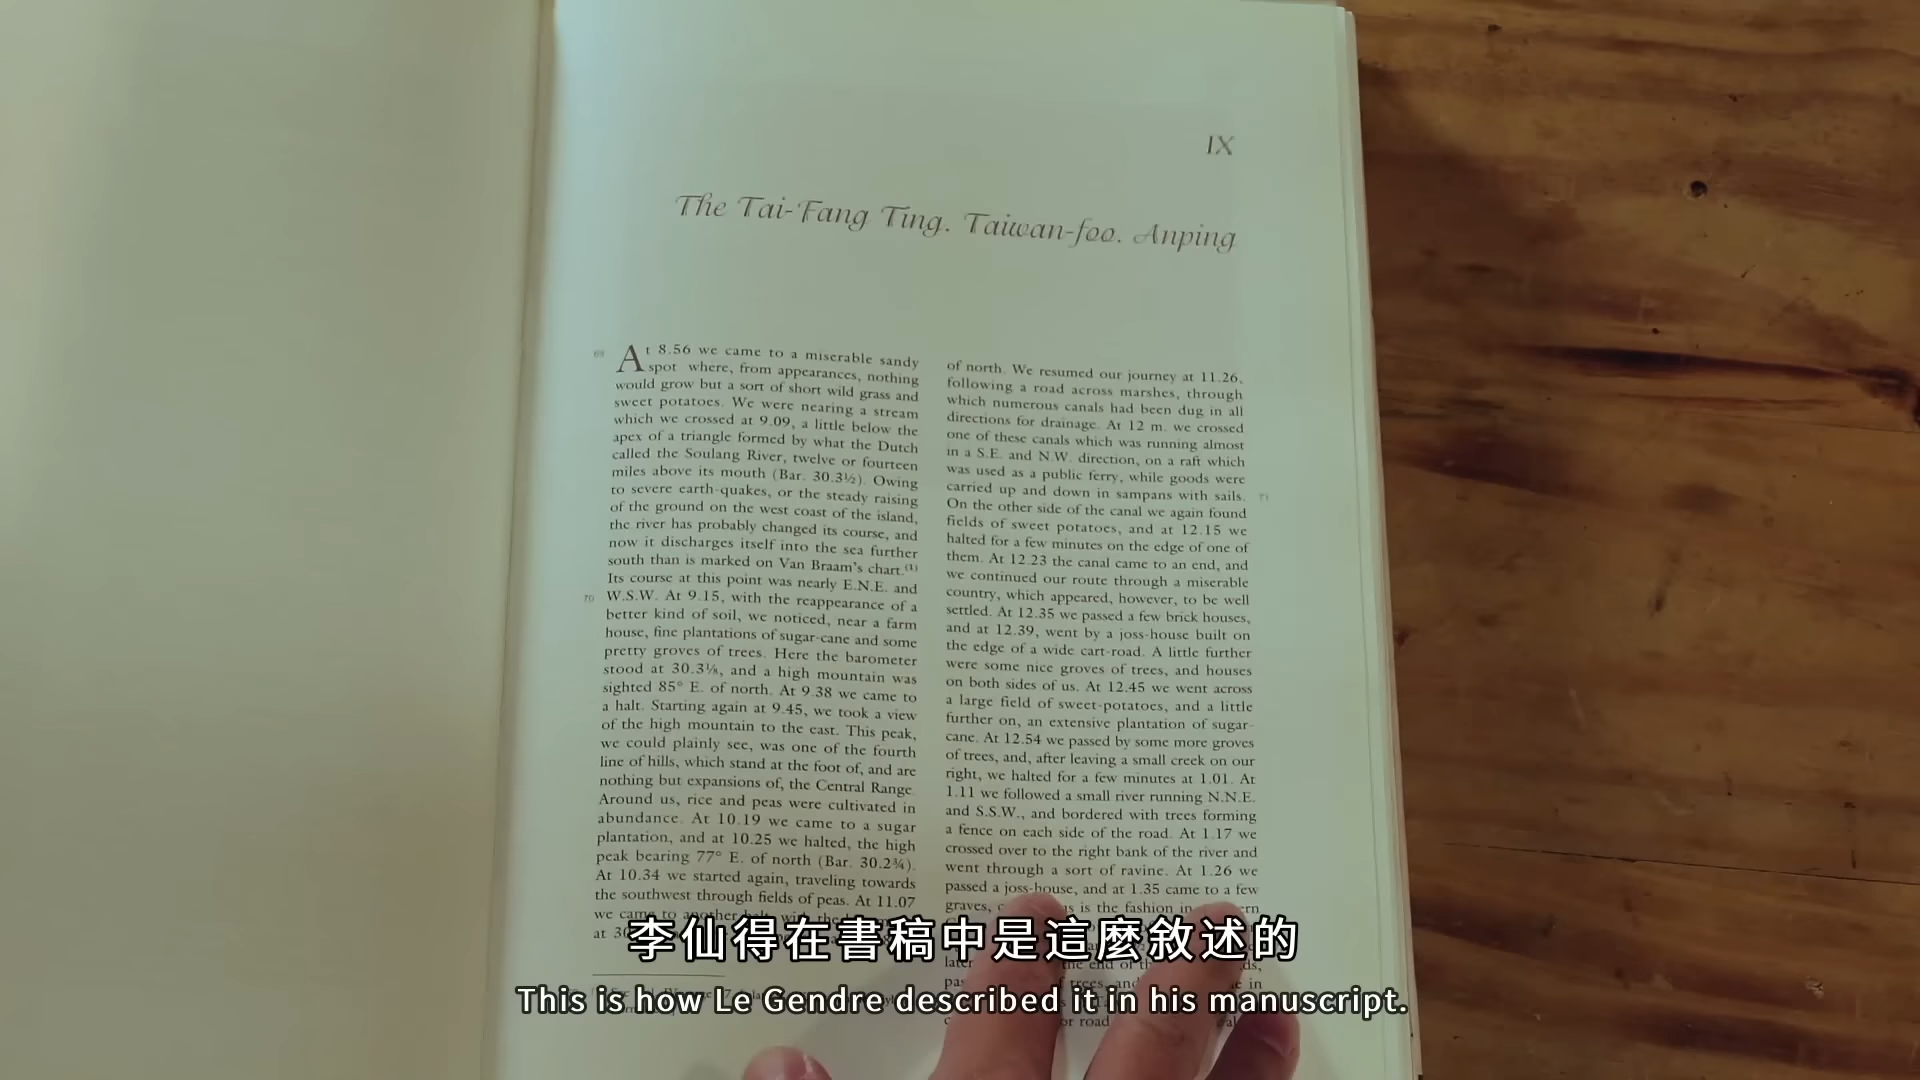 IX
The Tai-Fang Ting. Taiwan-foo. Anping
69
At 8.56 we came to a miserable sandy
spot where, from appearances, nothing
would grow but a sort of short wild grass and
sweet potatoes. We were nearing a stream
which we crossed at 9.09, a little below the
apex of a triangle formed by what the Dutch
called the Soulang River, twelve or fourteen
miles above its mouth (Bar. 30.3½). Owing
to severe earth-quakes, or the steady raising
of the ground on the west coast of the island,
the river has probably changed its course, and
now it discharges itself into the sea further
south than is marked on Van Braam's chart.(1)
Its course at this point was nearly E.N.E. and
70
W.S.W. At 9.15, with the reappearance of a
better kind of soil, we noticed, near a farm
house, fine plantations of sugar-cane and some
pretty groves of trees. Here the barometer
stood at 30.3⅛, and a high mountain was
sighted 85° E. of north. At 9.38 we came to
a halt. Starting again at 9.45, we took a view
of the high mountain to the east. This peak,
we could plainly see, was one of the fourth
line of hills, which stand at the foot of, and are
nothing but expansions of, the Central Range.
Around us, rice and peas were cultivated in
abundance. At 10.19 we came to a sugar
plantation, and at 10.25 we halted, the high
peak bearing 77° E. of north (Bar. 30.2¾).
At 10.34 we started again, traveling towards
the southwest through fields of peas. At 11.07
we came to another
at
of north. We resumed our journey at 11.26,
following a road across marshes, through
which numerous canals had been dug in all
directions for drainage. At 12 m. we crossed
one of these canals which was running almost
in a S.E. and N.W. direction, on a raft which
was used as a public ferry, while goods were
carried up and down in sampans with sails.
71
On the other side of the canal we again found
fields of sweet potatoes, and at 12.15 we
halted for a few minutes on the edge of one of
them. At 12.23 the canal came to an end, and
we continued our route through a miserable
country, which appeared, however, to be well
settled. At 12.35 we passed a few brick houses,
and at 12.39, went by a joss-house built on
the edge of a wide cart-road. A little further
were some nice groves of trees, and houses
on both sides of us. At 12.45 we went across
a large field of sweet-potatoes, and a little
further on, an extensive plantation of sugar-
cane. At 12.54 we passed by some more groves
of trees, and, after leaving a small creek on our
right, we halted for a few minutes at 1.01. At
1.11 we followed a small river running N.N.E.
and S.S.W., and bordered with trees forming
a fence on each side of the road. At 1.17 we
crossed over to the right bank of the river and
went through a sort of ravine. At 1.26 we
passed a joss-house, and at 1.35 came to a few
graves, is the fashion in
the end of
trees, and in
or road
李仙得在書稿中是這麼敘述的
This is how Le Gendre described it in his manuscript.